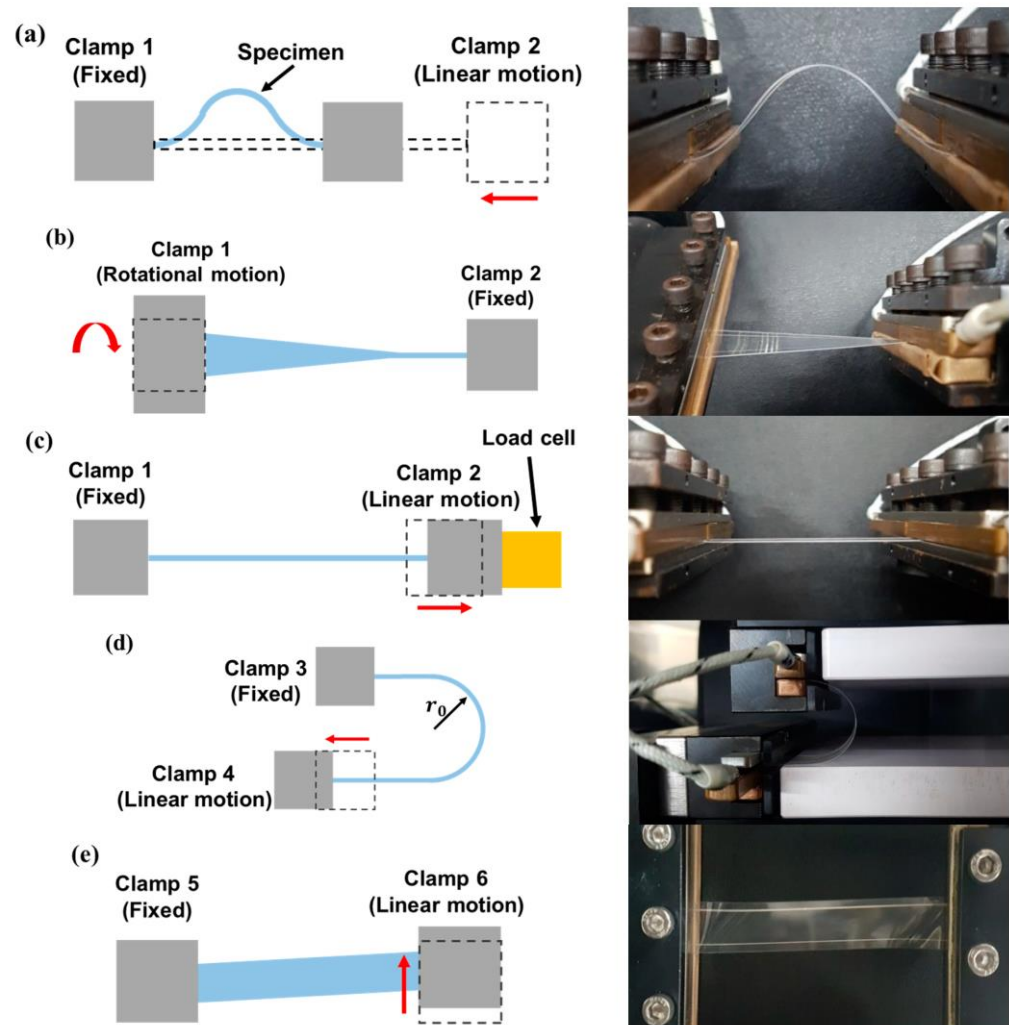 (a)
Clamp 1
(Fixed)
Specimen
Clamp 2
(Linear motion)
(b)
Clamp 1
(Rotational motion)
Clamp 2
(Fixed)
(c)
Clamp 1
(Fixed)
Clamp 2
(Linear motion)
Load cell
(d)
Clamp 3
(Fixed)
r₀
Clamp 4
(Linear motion)
(e)
Clamp 5
(Fixed)
Clamp 6
(Linear motion)